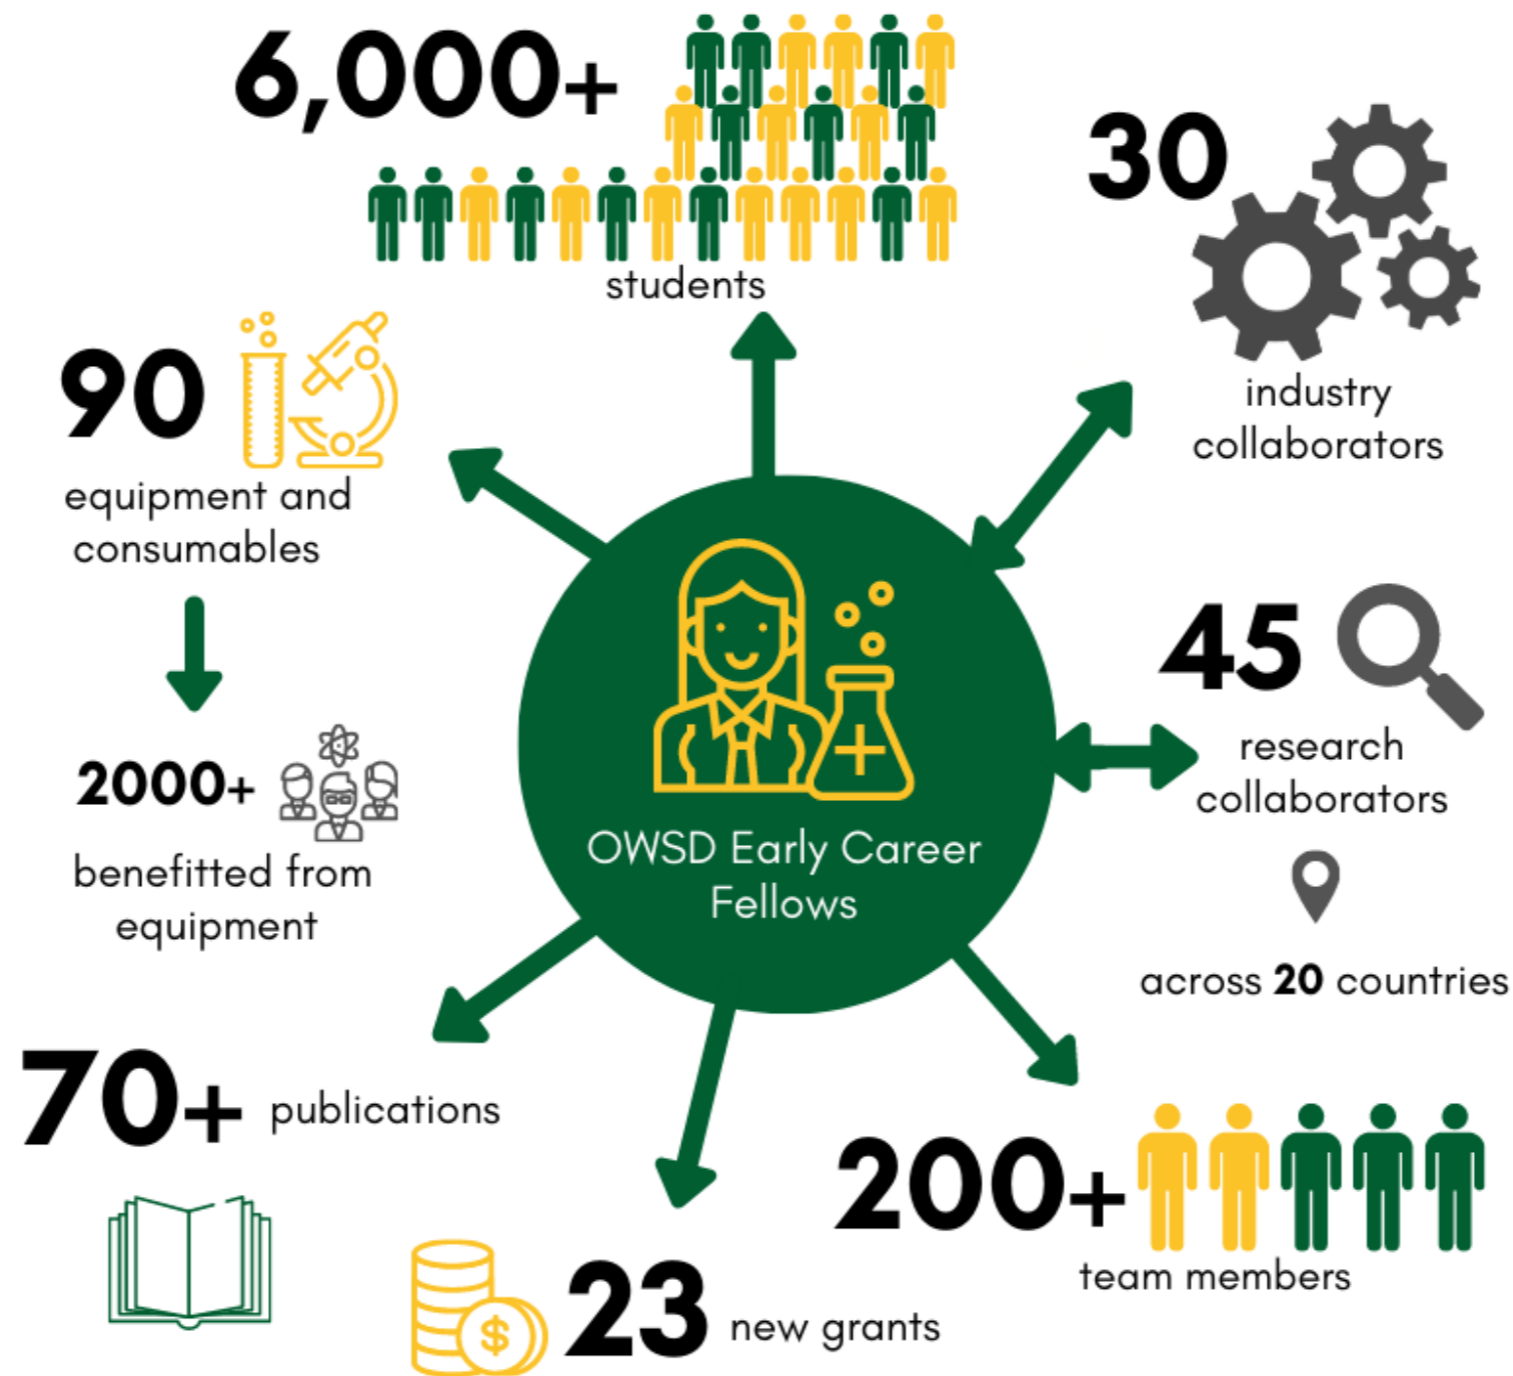 6,000+
students
30
industry
collaborators
90
equipment and
consumables
2000+
benefitted from
equipment
OWSD Early Career
Fellows
45
research
collaborators
across 20 countries
70+ publications
200+
team members
$
23 new grants